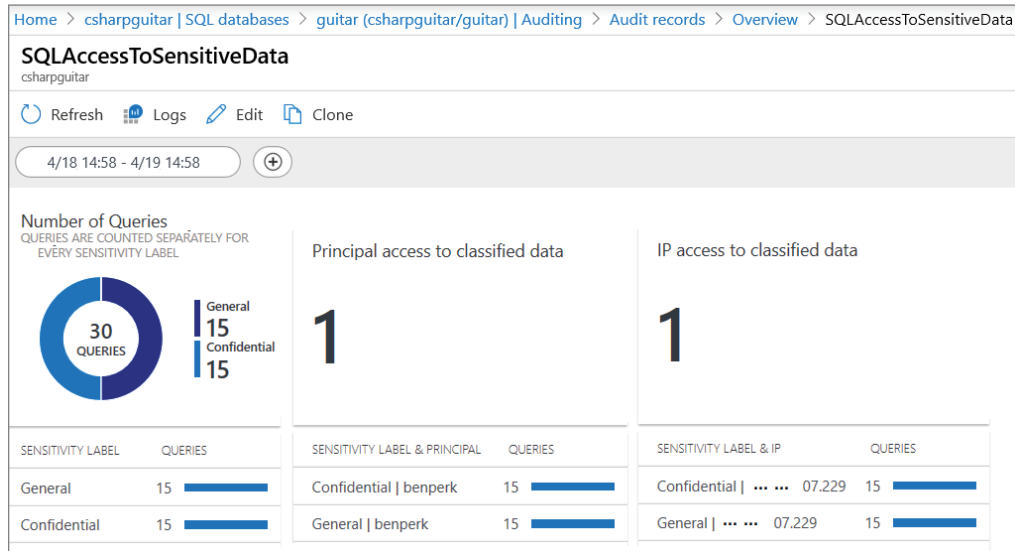 Home > csharpguitar | SQL databases > guitar (csharpguitar/guitar) | Auditing > Audit records > Overview > SQLAccessToSensitiveData
SQLAccessToSensitiveData
csharpguitar
Refresh Logs Edit Clone
4/18 14:58 - 4/19 14:58
Number of Queries
QUERIES ARE COUNTED SEPARATELY FOR
EVERY SENSITIVITY LABEL
30
QUERIES
General
15
Confidential
15
SENSITIVITY LABEL QUERIES
General 15
Confidential 15
Principal access to classified data
1
SENSITIVITY LABEL & PRINCIPAL QUERIES
Confidential | benperk 15
General | benperk 15
IP access to classified data
1
SENSITIVITY LABEL & IP QUERIES
Confidential | ... ... 07.229 15
General | ... ... 07.229 15